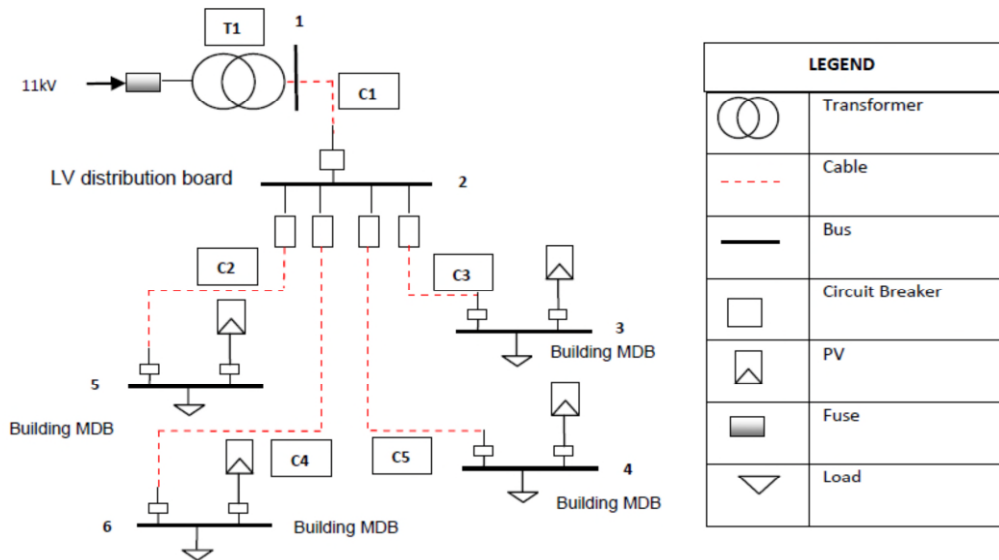 T1
1
11kV
C1
LV distribution board
2
C2
C3
3
Building MDB
5
Building MDB
C4
C5
4
Building MDB
6
Building MDB
LEGEND
Transformer
Cable
Bus
Circuit Breaker
PV
Fuse
Load